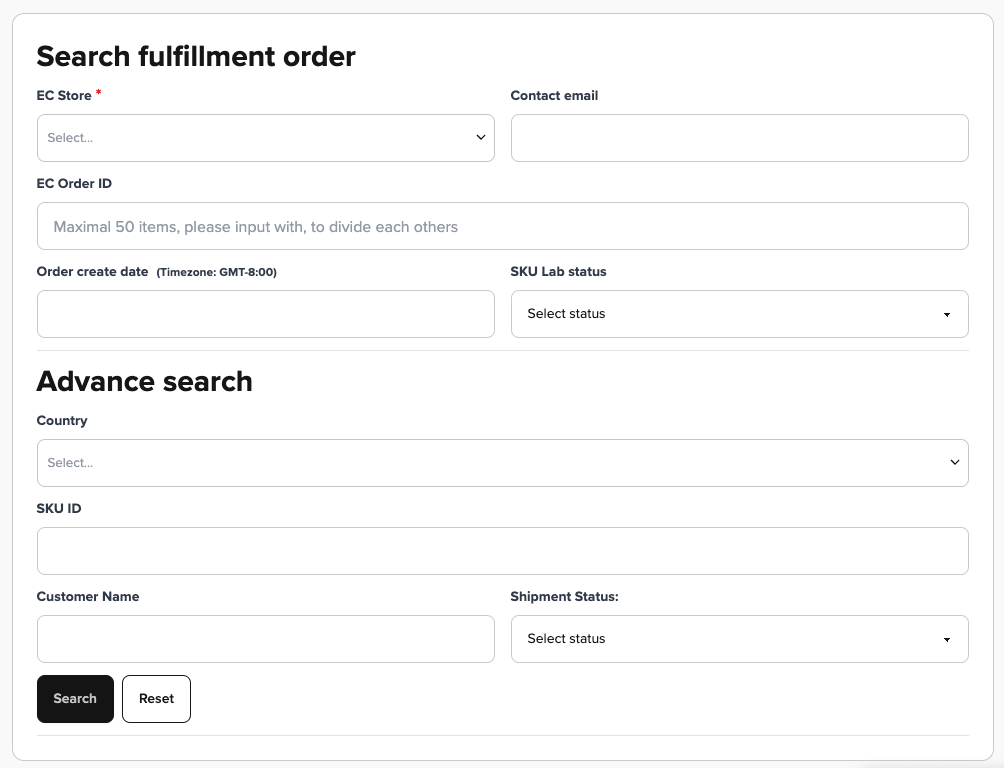 Search fulfillment order
EC Store *
Contact email
Select...
EC Order ID
Maximal 50 items, please input with, to divide each others
Order create date (Timezone: GMT-8:00)
SKU Lab status
Select status
Advance search
Country
Select...
SKU ID
Customer Name
Shipment Status:
Select status
Search
Reset